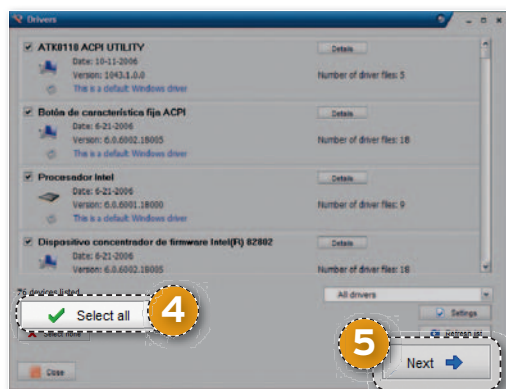 Drivers
ATK0110 ACPI UTILITY
Details
Date: 10-11-2006
Version: 1043.1.0.0
Number of driver files: 5
This is a default Windows driver
Botón de característica fija ACPI
Details
Date: 6-21-2006
Version: 6.0.6002.18005
Number of driver files: 18
This is a default Windows driver
Procesador Intel
Details
Date: 6-21-2006
Version: 6.0.6001.18000
Number of driver files: 9
This is a default Windows driver
Dispositivo concentrador de firmware Intel(R) 82802
Details
Date: 6-21-2006
Version: 6.0.6002.18005
Number of driver files: 18
76 devices listed
All drivers
Select all
4
Settings
Select none
5
Refresh list
Next
Close